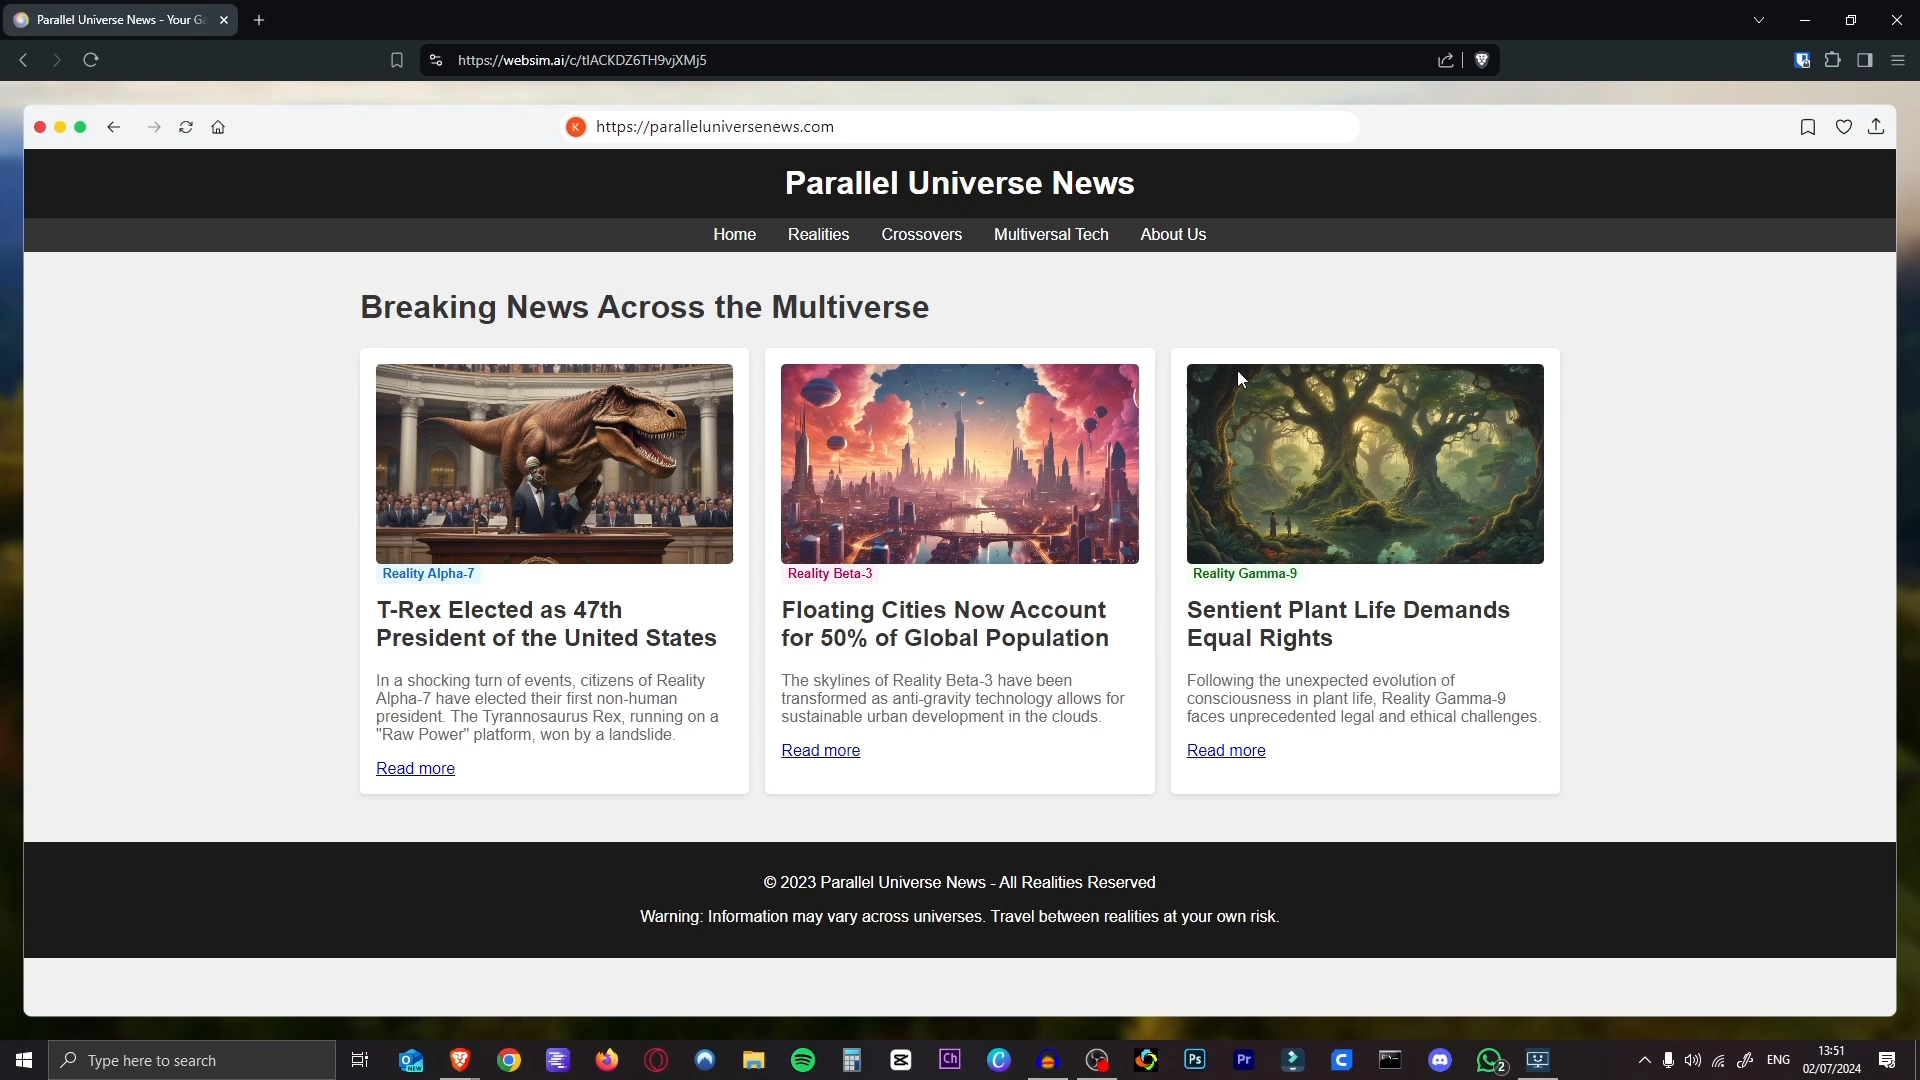 Parallel Universe News - Your Ga
https://websim.ai/c/tIACKDZ6TH9vjXMj5
K https://paralleluniversenews.com
Parallel Universe News
Home Realities Crossovers Multiversal Tech About Us
Breaking News Across the Multiverse
Reality Alpha-7
T-Rex Elected as 47th
President of the United States
In a shocking turn of events, citizens of Reality
Alpha-7 have elected their first non-human
president. The Tyrannosaurus Rex, running on a
"Raw Power" platform, won by a landslide.
Read more
Reality Beta-3
Floating Cities Now Account
for 50% of Global Population
The skylines of Reality Beta-3 have been
transformed as anti-gravity technology allows for
sustainable urban development in the clouds.
Read more
Reality Gamma-9
Sentient Plant Life Demands
Equal Rights
Following the unexpected evolution of
consciousness in plant life, Reality Gamma-9
faces unprecedented legal and ethical challenges.
Read more
© 2023 Parallel Universe News - All Realities Reserved
Warning: Information may vary across universes. Travel between realities at your own risk.
Type here to search
NEW
Ch
C
Ps
Pr
C
2
ENG
13:51
02/07/2024